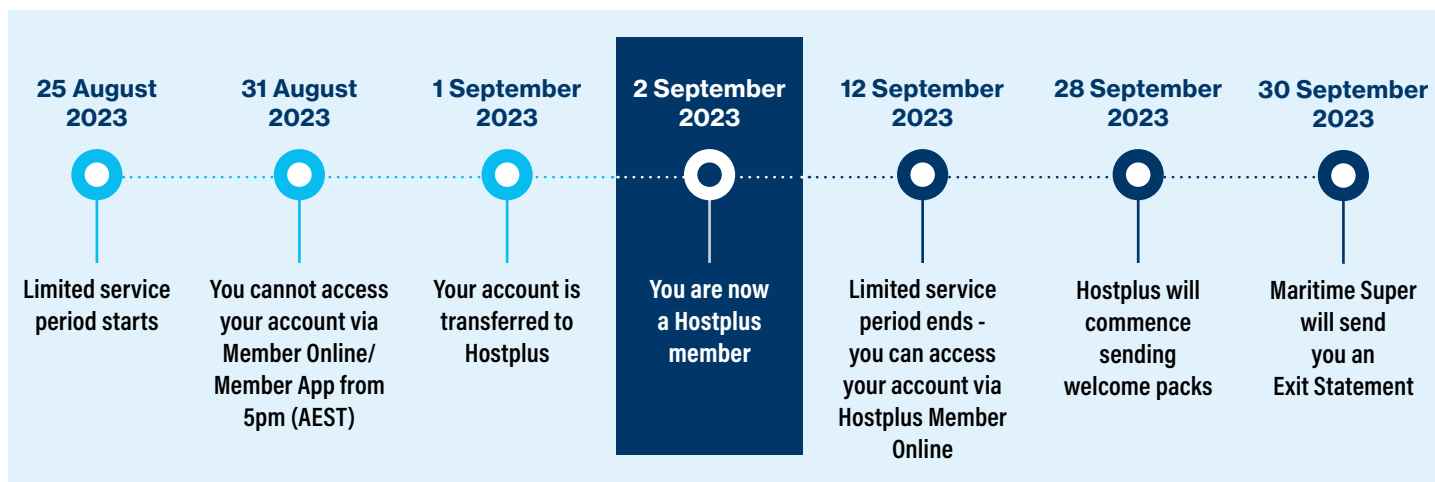 25 August
2023
Limited service
period starts
31 August
2023
You cannot access
your account via
Member Online/
Member App from
5pm (AEST)
1 September
2023
Your account is
transferred to
Hostplus
2 September
2023
You are now
a Hostplus
member
12 September
2023
Limited service
period ends -
you can access
your account via
Hostplus Member
Online
28 September
2023
Hostplus will
commence
sending
welcome packs
30 September
2023
Maritime Super
will send
you an
Exit Statement